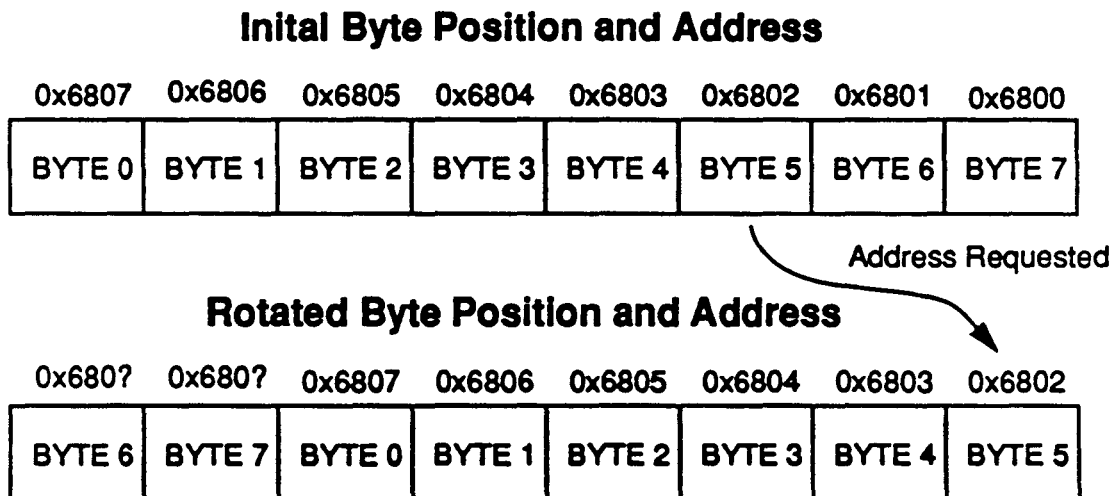 Inital Byte Position and Address
0x6807 0x6806 0x6805 0x6804 0x6803 0x6802 0x6801 0x6800
BYTE 0 BYTE 1 BYTE 2 BYTE 3 BYTE 4 BYTE 5 BYTE 6 BYTE 7
Address Requested
Rotated Byte Position and Address
0x680? 0x680? 0x6807 0x6806 0x6805 0x6804 0x6803 0x6802
BYTE 6 BYTE 7 BYTE 0 BYTE 1 BYTE 2 BYTE 3 BYTE 4 BYTE 5